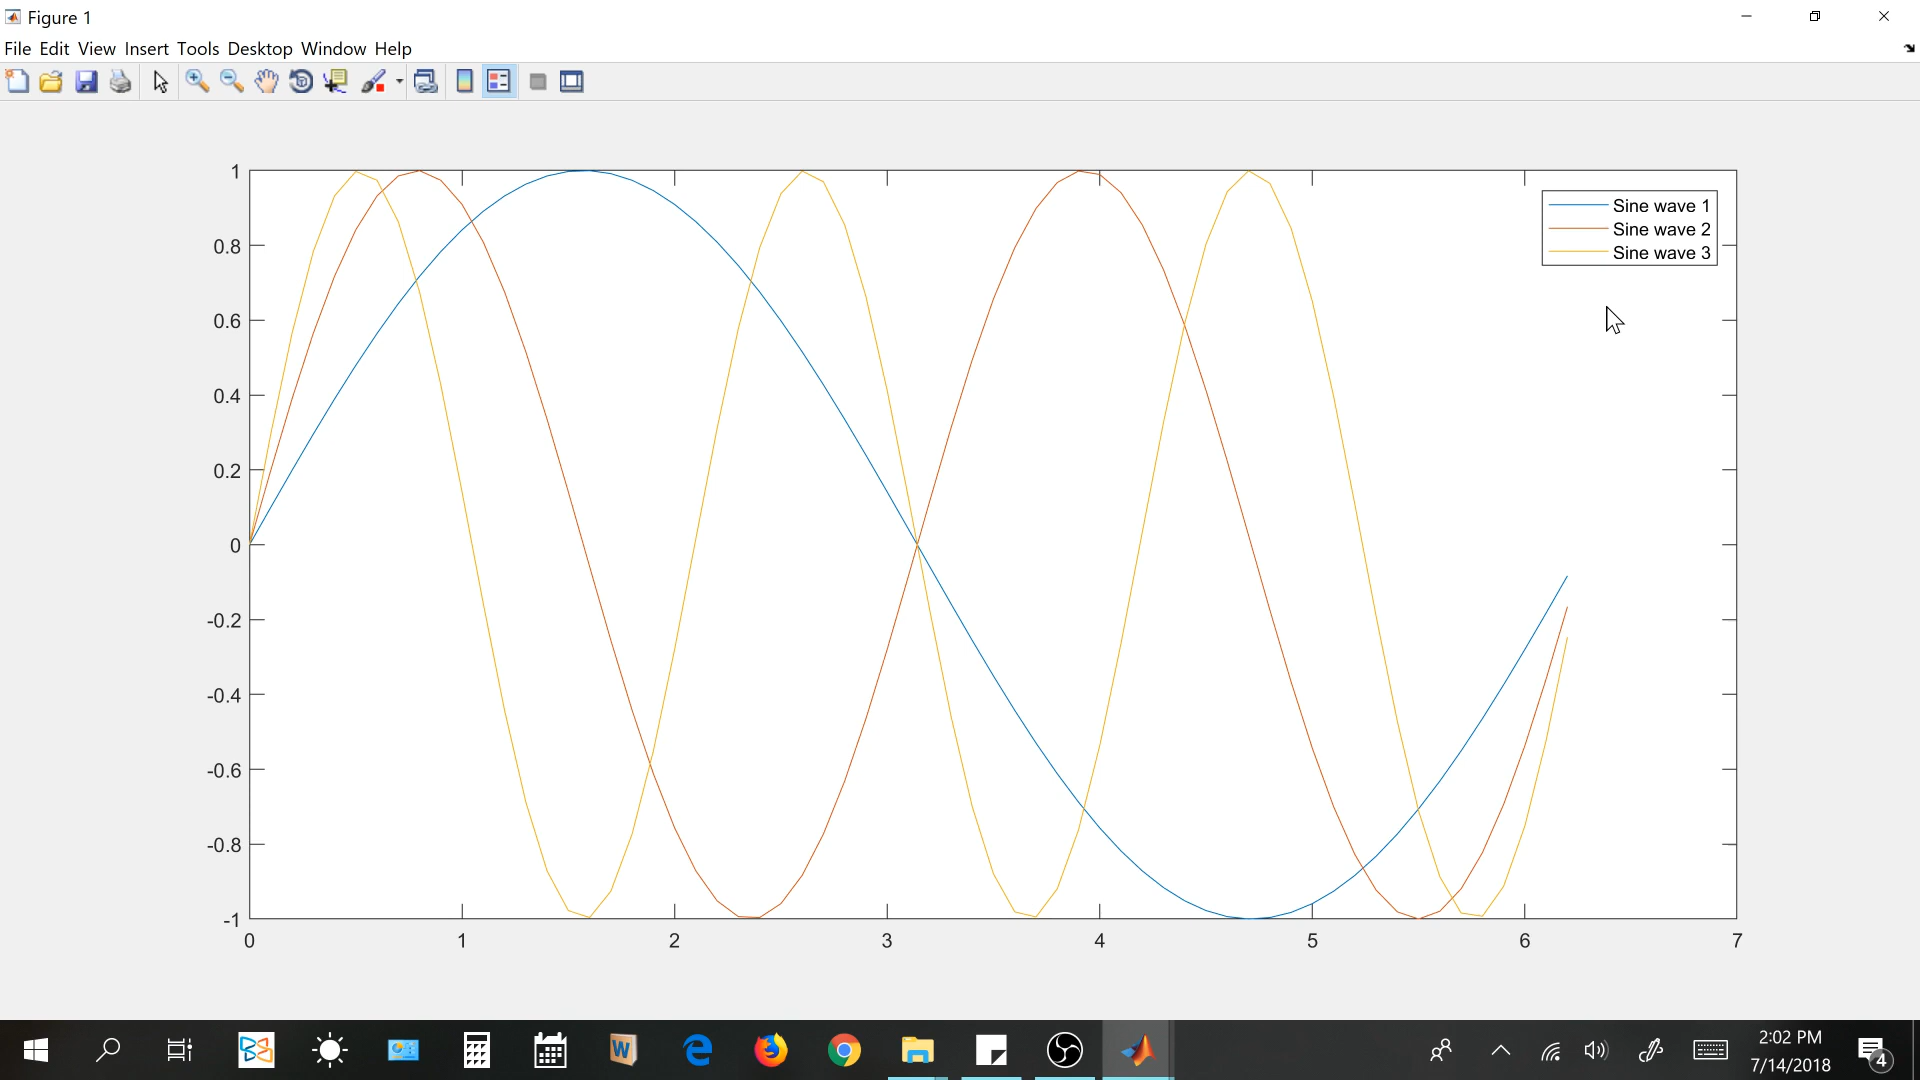 Figure 1
File Edit View Insert Tools Desktop Window Help
1
0.8
0.6
0.4
0.2
0
-0.2
-0.4
-0.6
-0.8
-1
Sine wave 1
Sine wave 2
Sine wave 3
0 1 2 3 4 5 6 7
W
2:02 PM
7/14/2018
4